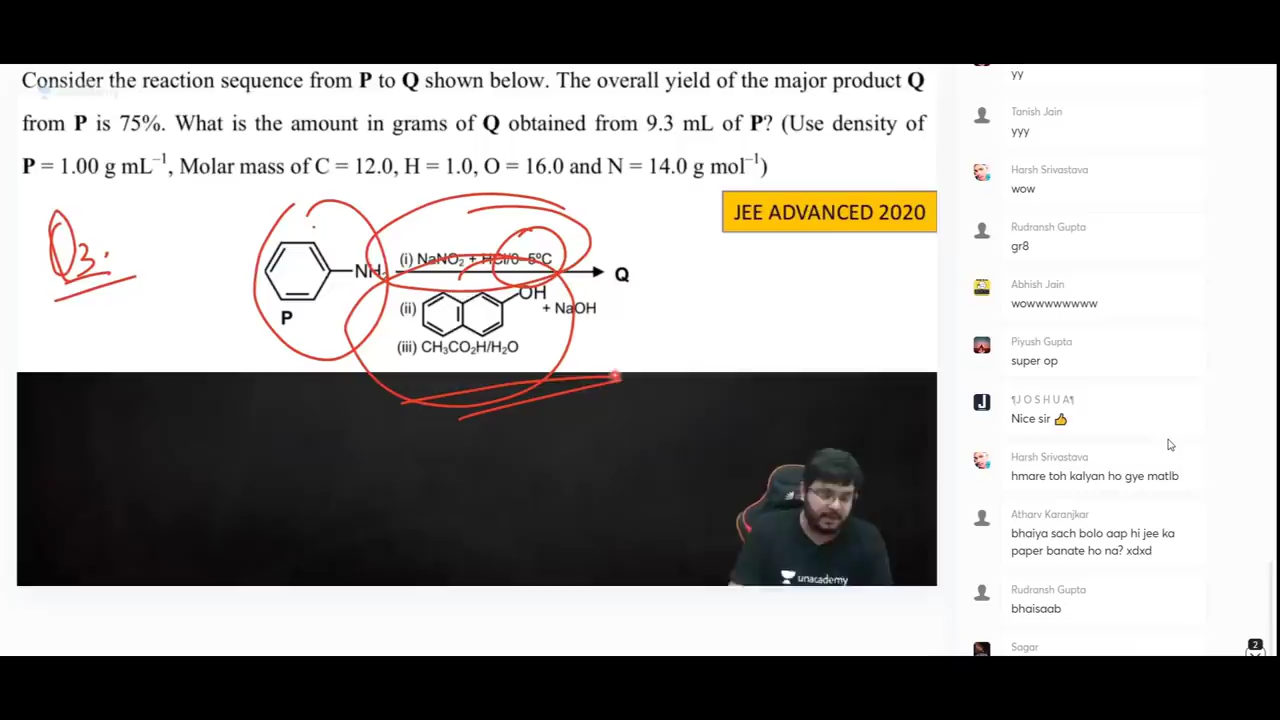 Consider the reaction sequence from P to Q shown below. The overall yield of the major product Q
from P is 75%. What is the amount in grams of Q obtained from 9.3 mL of P? (Use density of
P = 1.00 g mL⁻¹, Molar mass of C = 12.0, H = 1.0, O = 16.0 and N = 14.0 g mol⁻¹)
JEE ADVANCED 2020
Q3.
(i) NaNO₂ + HCl/0–5°C
NH₂
Q
OH
(ii)
+ NaOH
P
(iii) CH₃CO₂H/H₂O
unacademy
yy
Tanish Jain
yyy
Harsh Srivastava
wow
Rudransh Gupta
gr8
Abhish Jain
wowwwwwwww
Piyush Gupta
super op
J
¶J O S H U A¶
Nice sir 👍
Harsh Srivastava
hmare toh kalyan ho gye matlb
Atharv Karanjkar
bhaiya sach bolo aap hi jee ka
paper banate ho na? xdxd
Rudransh Gupta
bhaisaab
Sagar
2